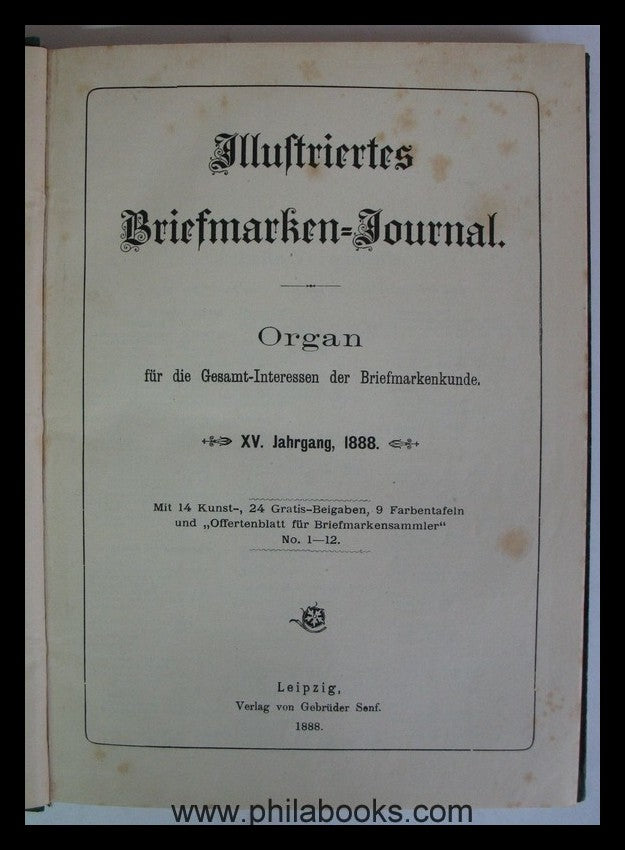 Illustriertes
Briefmarken=Journal.
Organ
für die Gesamt-Interessen der Briefmarkenkunde.
XV. Jahrgang, 1888.
Mit 14 Kunst-, 24 Gratis-Beigaben, 9 Farbentafeln
und „Offertenblatt für Briefmarkensammler“
No. 1—12.
Leipzig,
Verlag von Gebrüder Senf.
1888.
www.philabooks.com